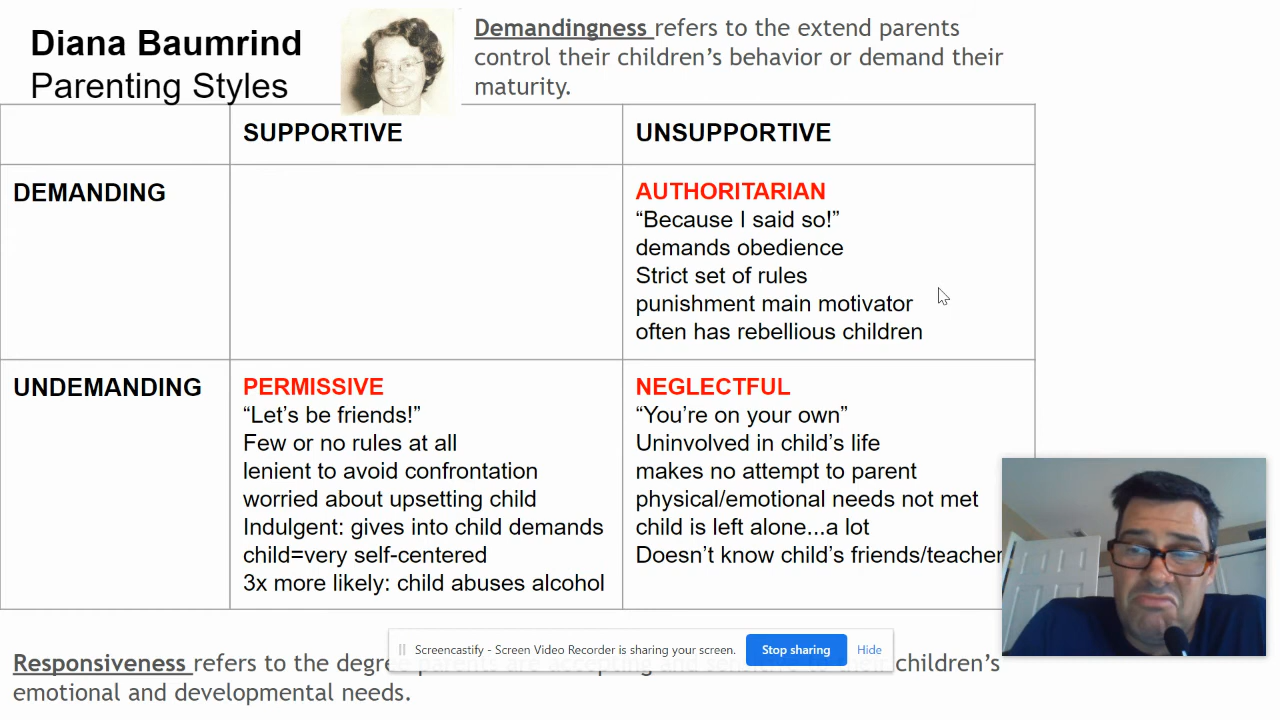 Diana Baumrind
Parenting Styles
Demandingness refers to the extend parents
control their children’s behavior or demand their
maturity.
SUPPORTIVE
UNSUPPORTIVE
DEMANDING
AUTHORITARIAN
“Because I said so!”
demands obedience
Strict set of rules
punishment main motivator
often has rebellious children
UNDEMANDING
PERMISSIVE
“Let’s be friends!”
Few or no rules at all
lenient to avoid confrontation
worried about upsetting child
Indulgent: gives into child demands
child=very self-centered
3x more likely: child abuses alcohol
NEGLECTFUL
“You’re on your own”
Uninvolved in child’s life
makes no attempt to parent
physical/emotional needs not met
child is left alone...a lot
Doesn’t know child’s friends/teacher
Screencastify - Screen Video Recorder is sharing your screen.
Stop sharing
Hide
Responsiveness refers to the degree parents are accepting and children’s
emotional and developmental needs.